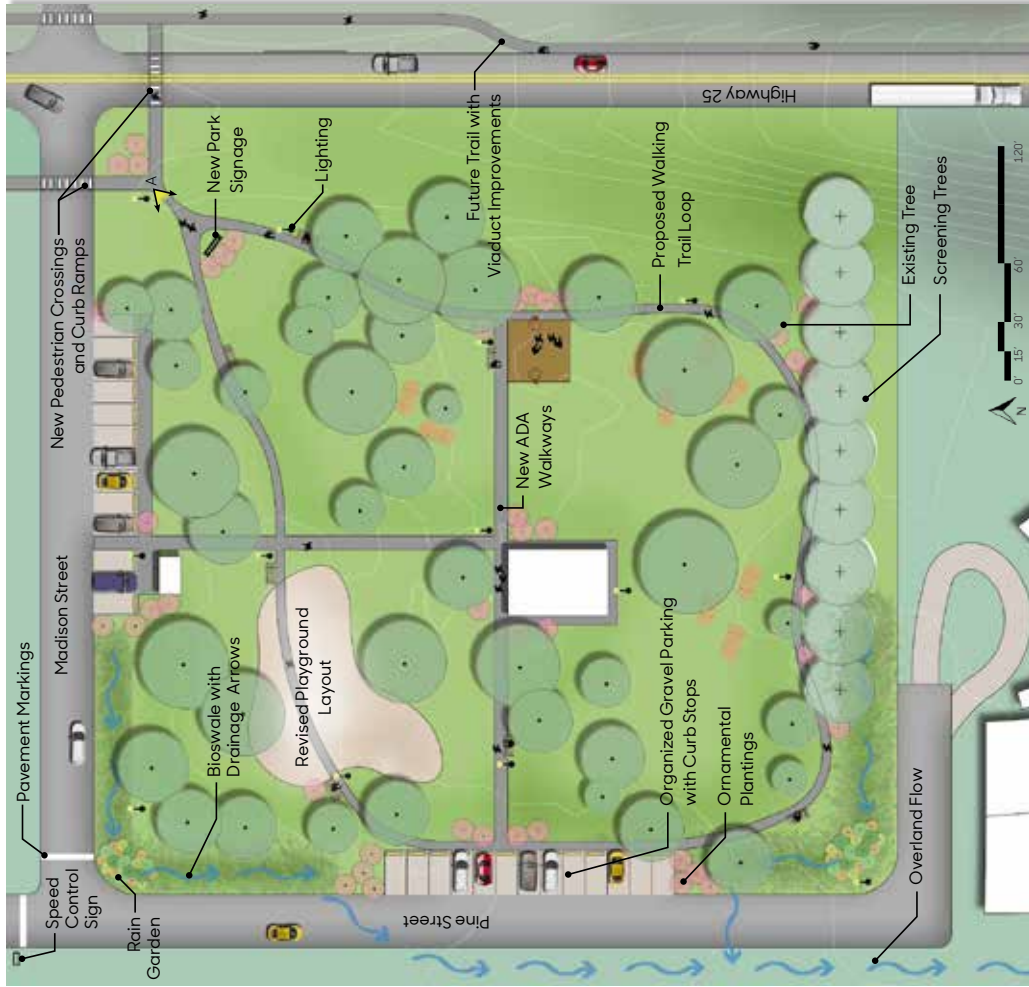 Pavement Markings
Speed
Control
Sign
Madison Street
New Pedestrian Crossings
and Curb Ramps
Rain
Garden
A
Bioswale with
Drainage Arrows
New Park
Signage
Revised Playground
Layout
Lighting
Pine Street
Future Trail with
Viaduct Improvements
Highway 25
New ADA
Walkways
Organized Gravel Parking
with Curb Stops
Proposed Walking
Trail Loop
Ornamental
Plantings
Overland Flow
Existing Tree
Screening Trees
N
0' 15' 30' 60' 120'